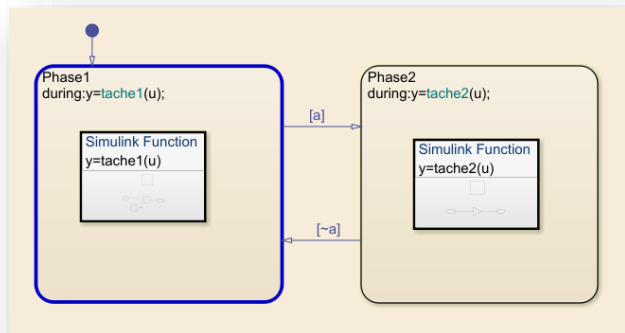 Phase1
during:y=tache1(u);
Simulink Function
y=tache1(u)
[a]
[~a]
Phase2
during:y=tache2(u);
Simulink Function
y=tache2(u)